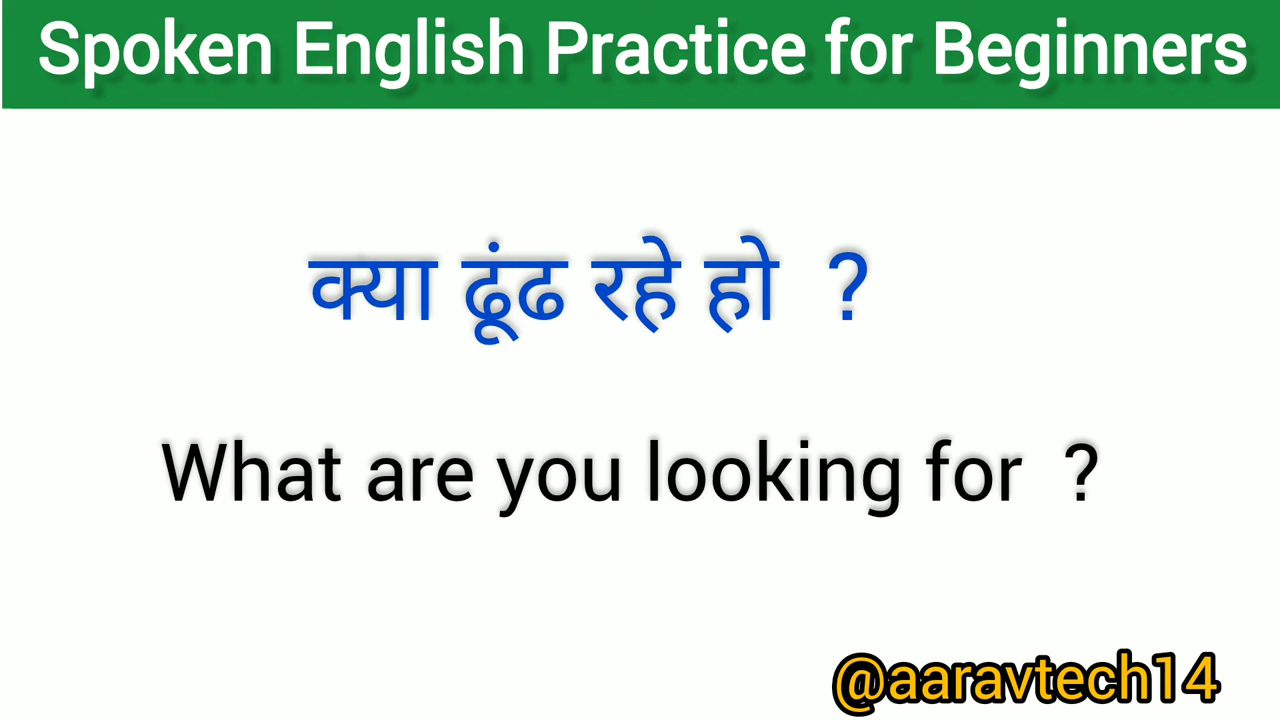 Spoken English Practice for Beginners
क्या ढूंढ रहे हो ?
What are you looking for ?
@aaravtech14